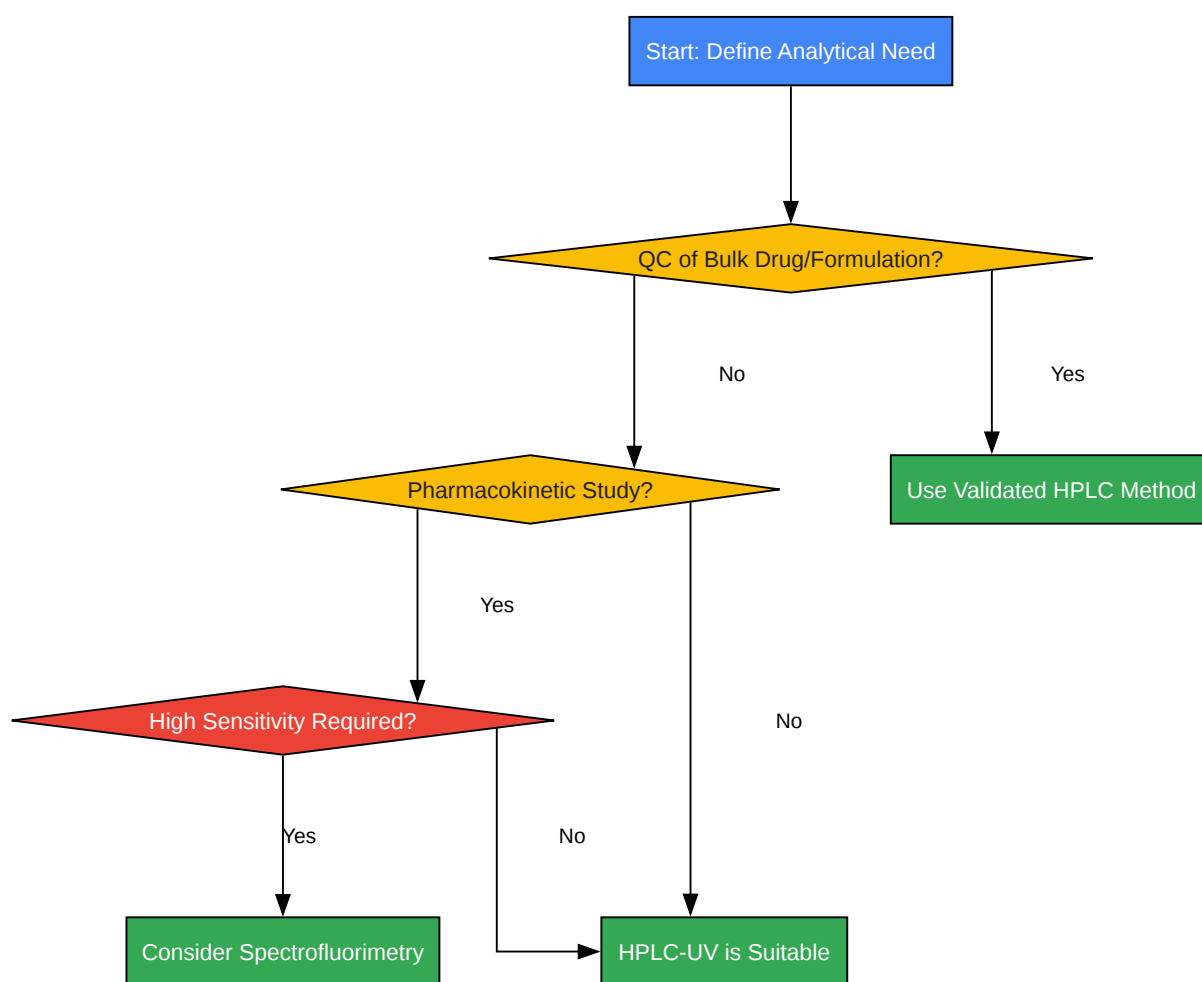 Start: Define Analytical Need
QC of Bulk Drug/Formulation?
No
Yes
Pharmacokinetic Study?
Use Validated HPLC Method
Yes
High Sensitivity Required?
No
Yes
No
Consider Spectrofluorimetry
HPLC-UV is Suitable